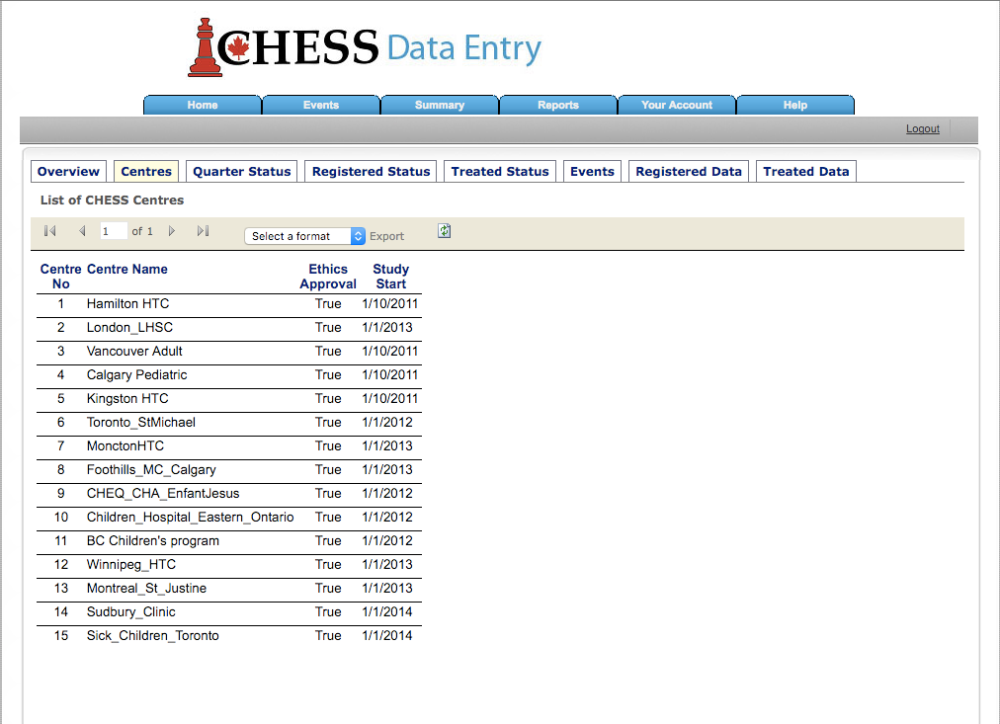 CHESS Data Entry
Home Events Summary Reports Your Account Help
Logout
Overview Centres Quarter Status Registered Status Treated Status Events Registered Data Treated Data
List of CHESS Centres
1 of 1 Select a format Export
Centre No Centre Name Ethics Approval Study Start
1 Hamilton HTC True 1/10/2011
2 London_LHSC True 1/1/2013
3 Vancouver Adult True 1/10/2011
4 Calgary Pediatric True 1/10/2011
5 Kingston HTC True 1/10/2011
6 Toronto_StMichael True 1/1/2012
7 MonctonHTC True 1/1/2013
8 Foothills_MC_Calgary True 1/1/2013
9 CHEQ_CHA_EnfantJesus True 1/1/2012
10 Children_Hospital_Eastern_Ontario True 1/1/2012
11 BC Children's program True 1/1/2012
12 Winnipeg_HTC True 1/1/2013
13 Montreal_St_Justine True 1/1/2013
14 Sudbury_Clinic True 1/1/2014
15 Sick_Children_Toronto True 1/1/2014